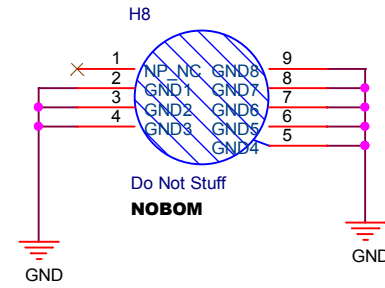 H8
1 NP_NC GND8 9
2 GND1 GND7 8
3 GND2 GND6 7
4 GND3 GND5 6
GND4 5
Do Not Stuff
NOBOM
GND GND